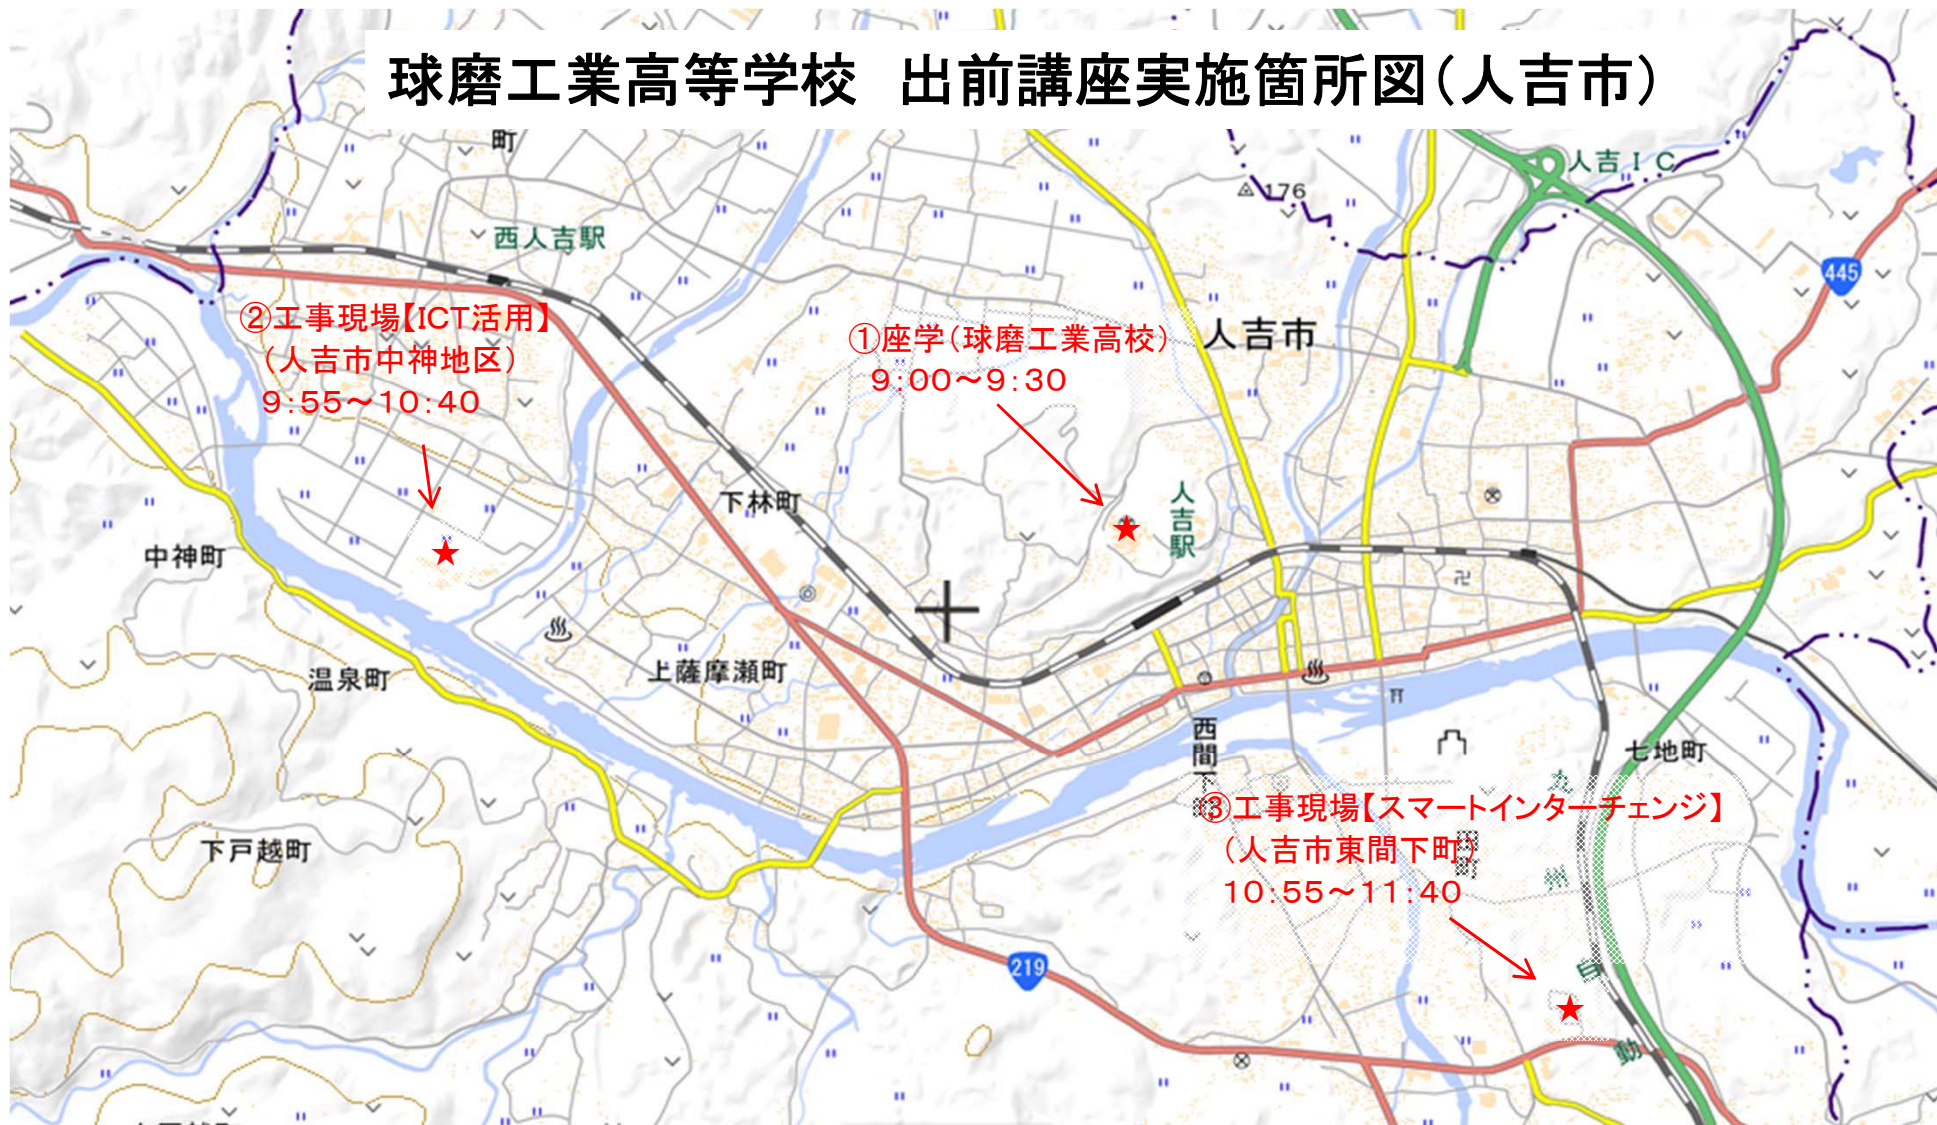 球磨工業高等学校　出前講座実施箇所図(人吉市)
町
人吉IC
176
西人吉駅
445
②工事現場【ICT活用】
(人吉市中神地区)
9:55～10:40
①座学(球磨工業高校)
9:00～9:30
人吉市
下林町
人吉駅
中神町
温泉町
上薩摩瀬町
西間下町
七地町
③工事現場【スマートインターチェンジ】
(人吉市東間下町)
10:55～11:40
下戸越町
九州自動
219